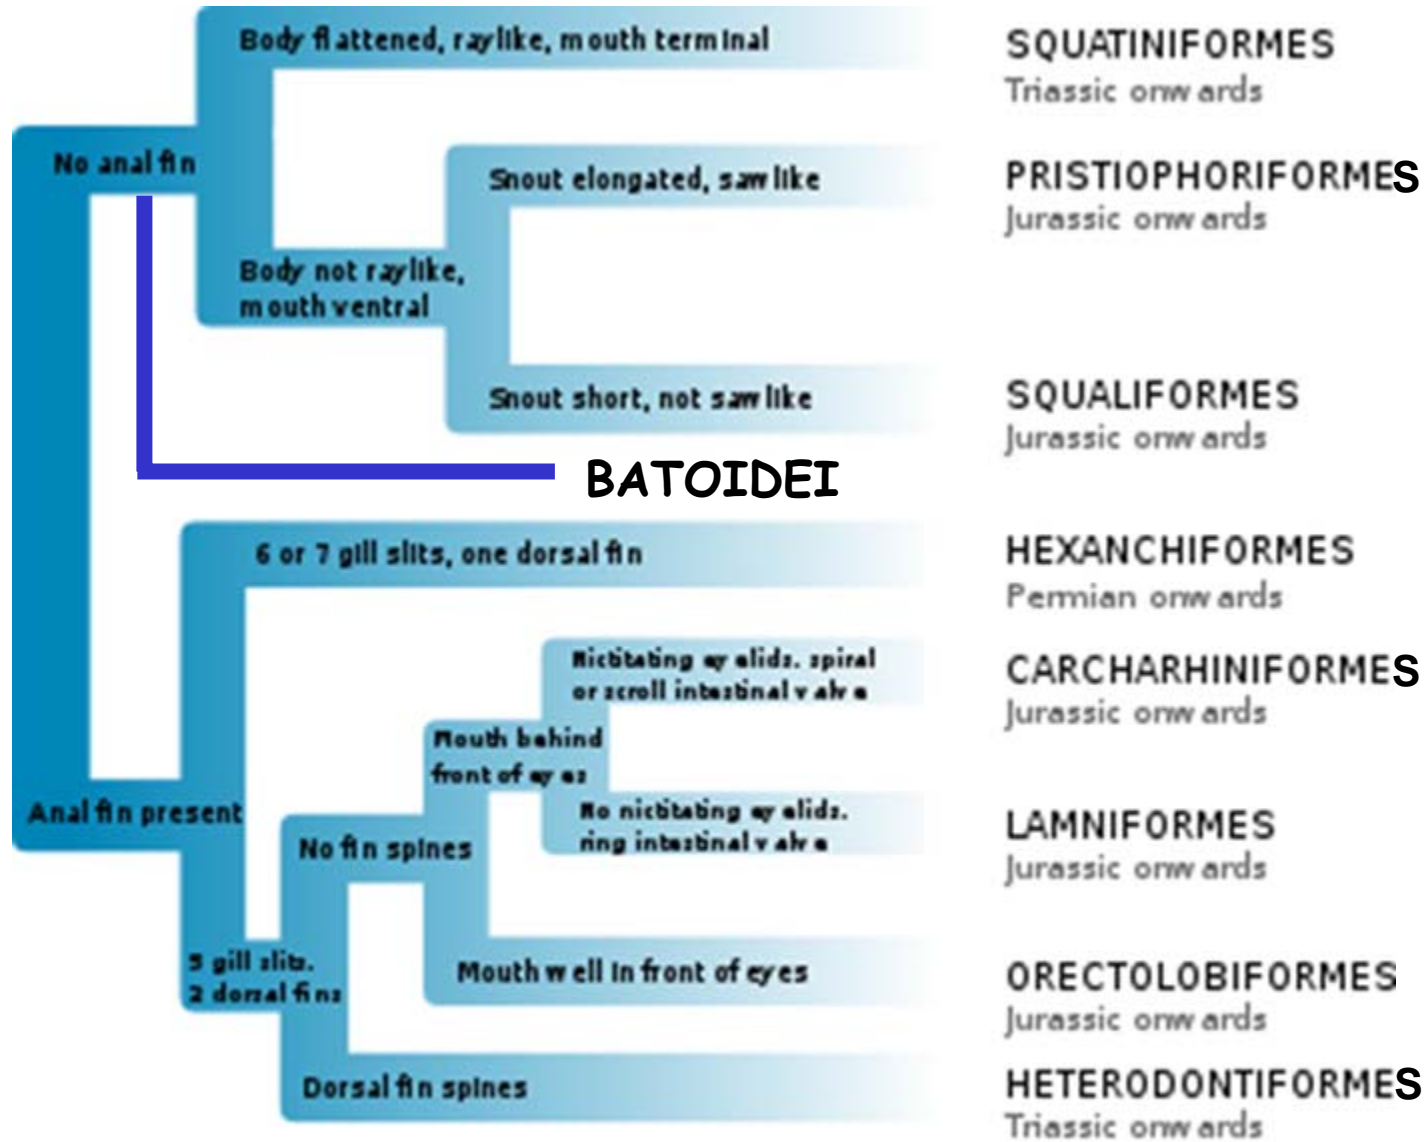 Body flattened, raylike, mouth terminal
SQUATINIFORMES
Triassic onwards
No anal fin
Snout elongated, sawlike
PRISTIOPHORIFORMES
Jurassic onwards
Body not raylike,
mouth ventral
Snout short, not sawlike
SQUALIFORMES
Jurassic onwards
BATOIDEI
6 or 7 gill slits, one dorsal fin
HEXANCHIFORMES
Permian onwards
Nictitating eyelids. spiral
or scroll intestinal valve
CARCHARHINIFORMES
Jurassic onwards
Mouth behind
front of eyes
Anal fin present
No nictitating eyelids.
ring intestinal valve
LAMNIFORMES
Jurassic onwards
No fin spines
5 gill slits.
2 dorsal fins
Mouth well in front of eyes
ORECTOLOBIFORMES
Jurassic onwards
Dorsal fin spines
HETERODONTIFORMES
Triassic onwards